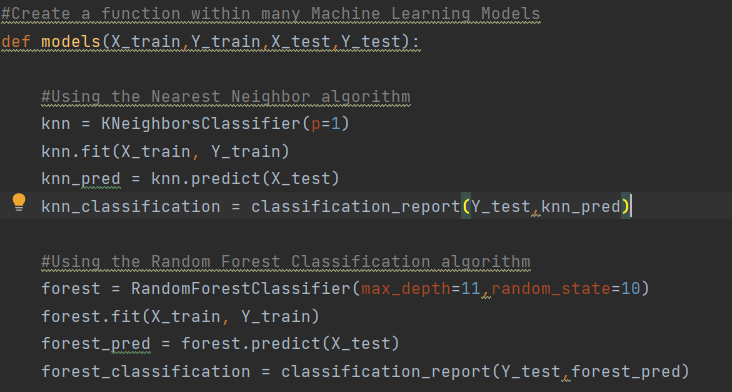 #Create a function within many Machine Learning Models
def models(X_train,Y_train,X_test,Y_test):
#Using the Nearest Neighbor algorithm
knn = KNeighborsClassifier(p=1)
knn.fit(X_train, Y_train)
knn_pred = knn.predict(X_test)
knn_classification = classification_report(Y_test,knn_pred)
#Using the Random Forest Classification algorithm
forest = RandomForestClassifier(max_depth=11,random_state=10)
forest.fit(X_train, Y_train)
forest_pred = forest.predict(X_test)
forest_classification = classification_report(Y_test,forest_pred)